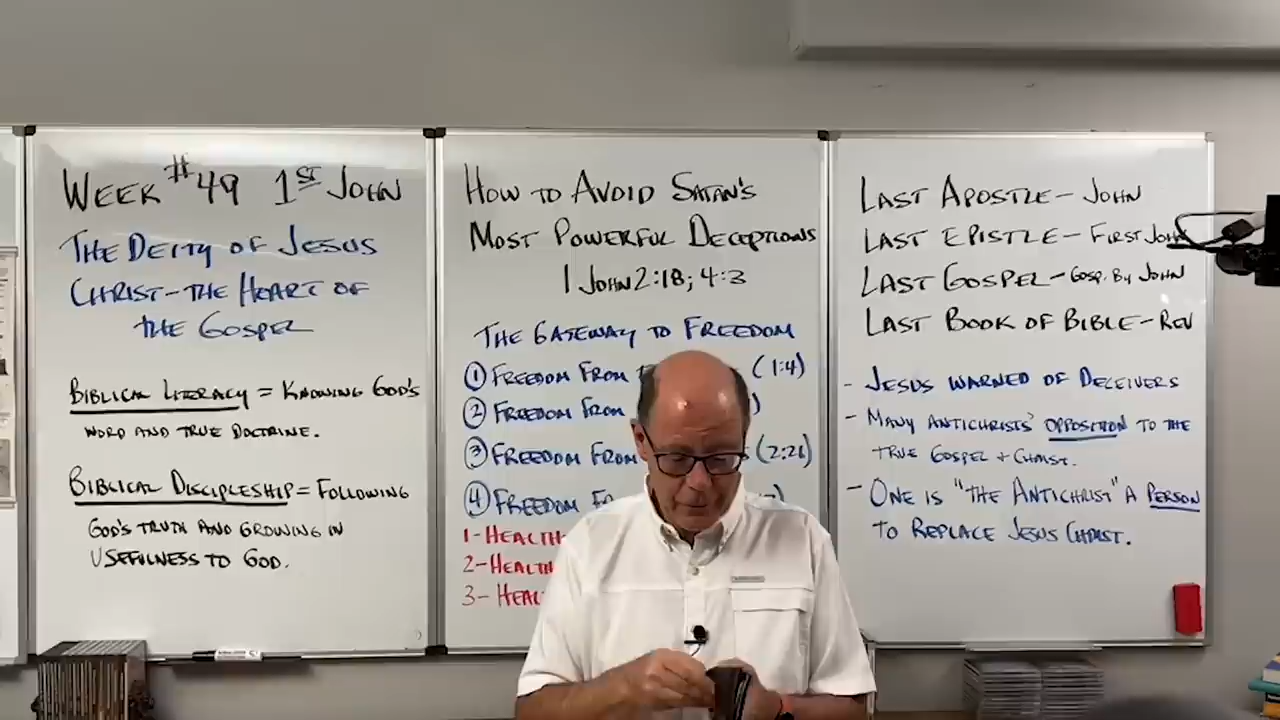 WEEK #49 1ST JOHN
THE DEITY OF JESUS
CHRIST-THE HEART OF
THE GOSPEL
BIBLICAL LITERACY = KNOWING GOD'S
WORD AND TRUE DOCTRINE.
BIBLICAL DISCIPLESHIP = FOLLOWING
GOD'S TRUTH AND GROWING IN
USEFULNESS TO GOD.
HOW TO AVOID SATAN'S
MOST POWERFUL DECEPTIONS
1 JOHN 2:18; 4:3
THE GATEWAY TO FREEDOM
① FREEDOM FROM (1:4)
② FREEDOM FROM )
③ FREEDOM FROM S (2:26)
④ FREEDOM
1-HEALTH
2-HEALTH
3-HEAL
LAST APOSTLE-JOHN
LAST EPISTLE-FIRST JOHN
LAST GOSPEL-GOSP. BY JOHN
LAST BOOK OF BIBLE-REV
- JESUS WARNED OF DECEIVERS
- MANY ANTICHRISTS' OPPOSITION TO THE
TRUE GOSPEL + CHRIST.
- ONE IS "THE ANTICHRIST" A PERSON
TO REPLACE JESUS CHRIST.